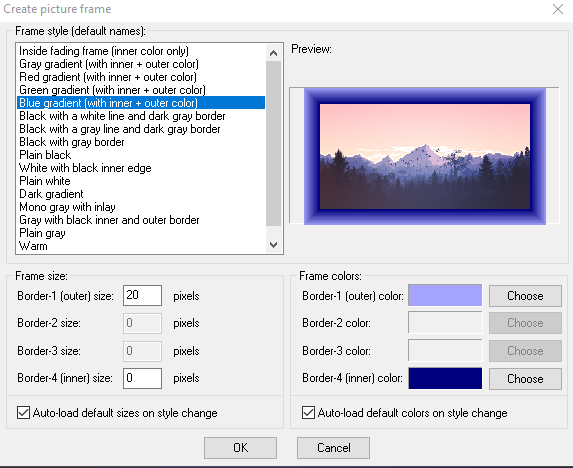 Create picture frame
Frame style (default names):
Inside fading frame (inner color only)
Gray gradient (with inner + outer color)
Red gradient (with inner + outer color)
Green gradient (with inner + outer color)
Blue gradient (with inner + outer color)
Black with a white line and dark gray border
Black with a gray line and dark gray border
Black with gray border
Plain black
White with black inner edge
Plain white
Dark gradient
Mono gray with inlay
Gray with black inner and outer border
Plain gray
Warm
Preview:
Frame size:
Border-1 (outer) size: 20 pixels
Border-2 size: 0 pixels
Border-3 size: 0 pixels
Border-4 (inner) size: 0 pixels
Auto-load default sizes on style change
Frame colors:
Border-1 (outer) color: Choose
Border-2 color: Choose
Border-3 color: Choose
Border-4 (inner) color: Choose
Auto-load default colors on style change
OK Cancel